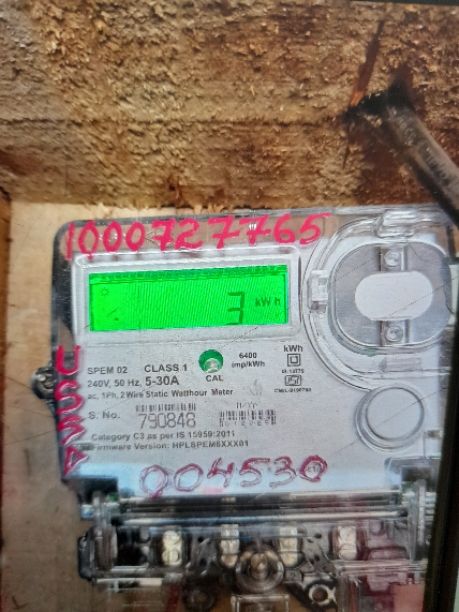 1000727765
3 kWh
SPEM 02 CLASS.1
240V, 50 Hz, 5-30A
CAL
6400
imp/kWh
kWh
ac, 1Ph, 2 Wire Static Watthour Meter
S. No. 790848
Category C3 as per IS 15959:2011
Firmware Version: HPLSPEM6XXX01
004530